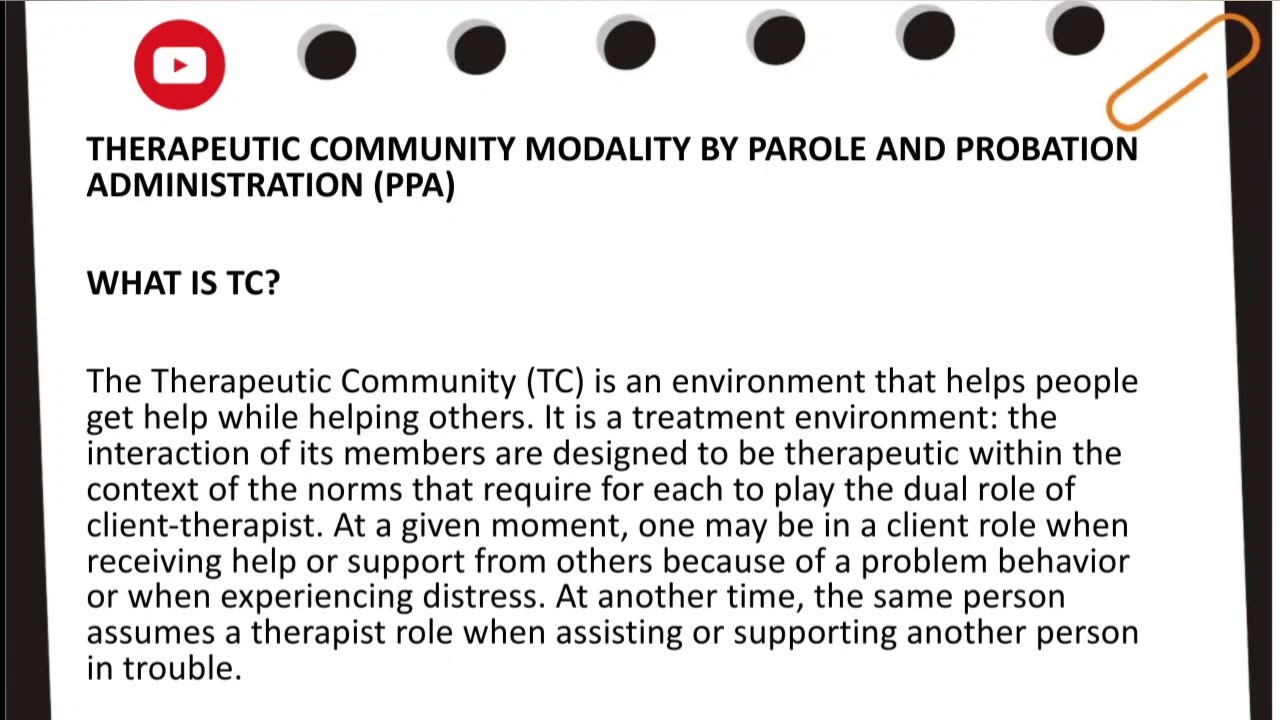 THERAPEUTIC COMMUNITY MODALITY BY PAROLE AND PROBATION
ADMINISTRATION (PPA)
WHAT IS TC?
The Therapeutic Community (TC) is an environment that helps people
get help while helping others. It is a treatment environment: the
interaction of its members are designed to be therapeutic within the
context of the norms that require for each to play the dual role of
client-therapist. At a given moment, one may be in a client role when
receiving help or support from others because of a problem behavior
or when experiencing distress. At another time, the same person
assumes a therapist role when assisting or supporting another person
in trouble.